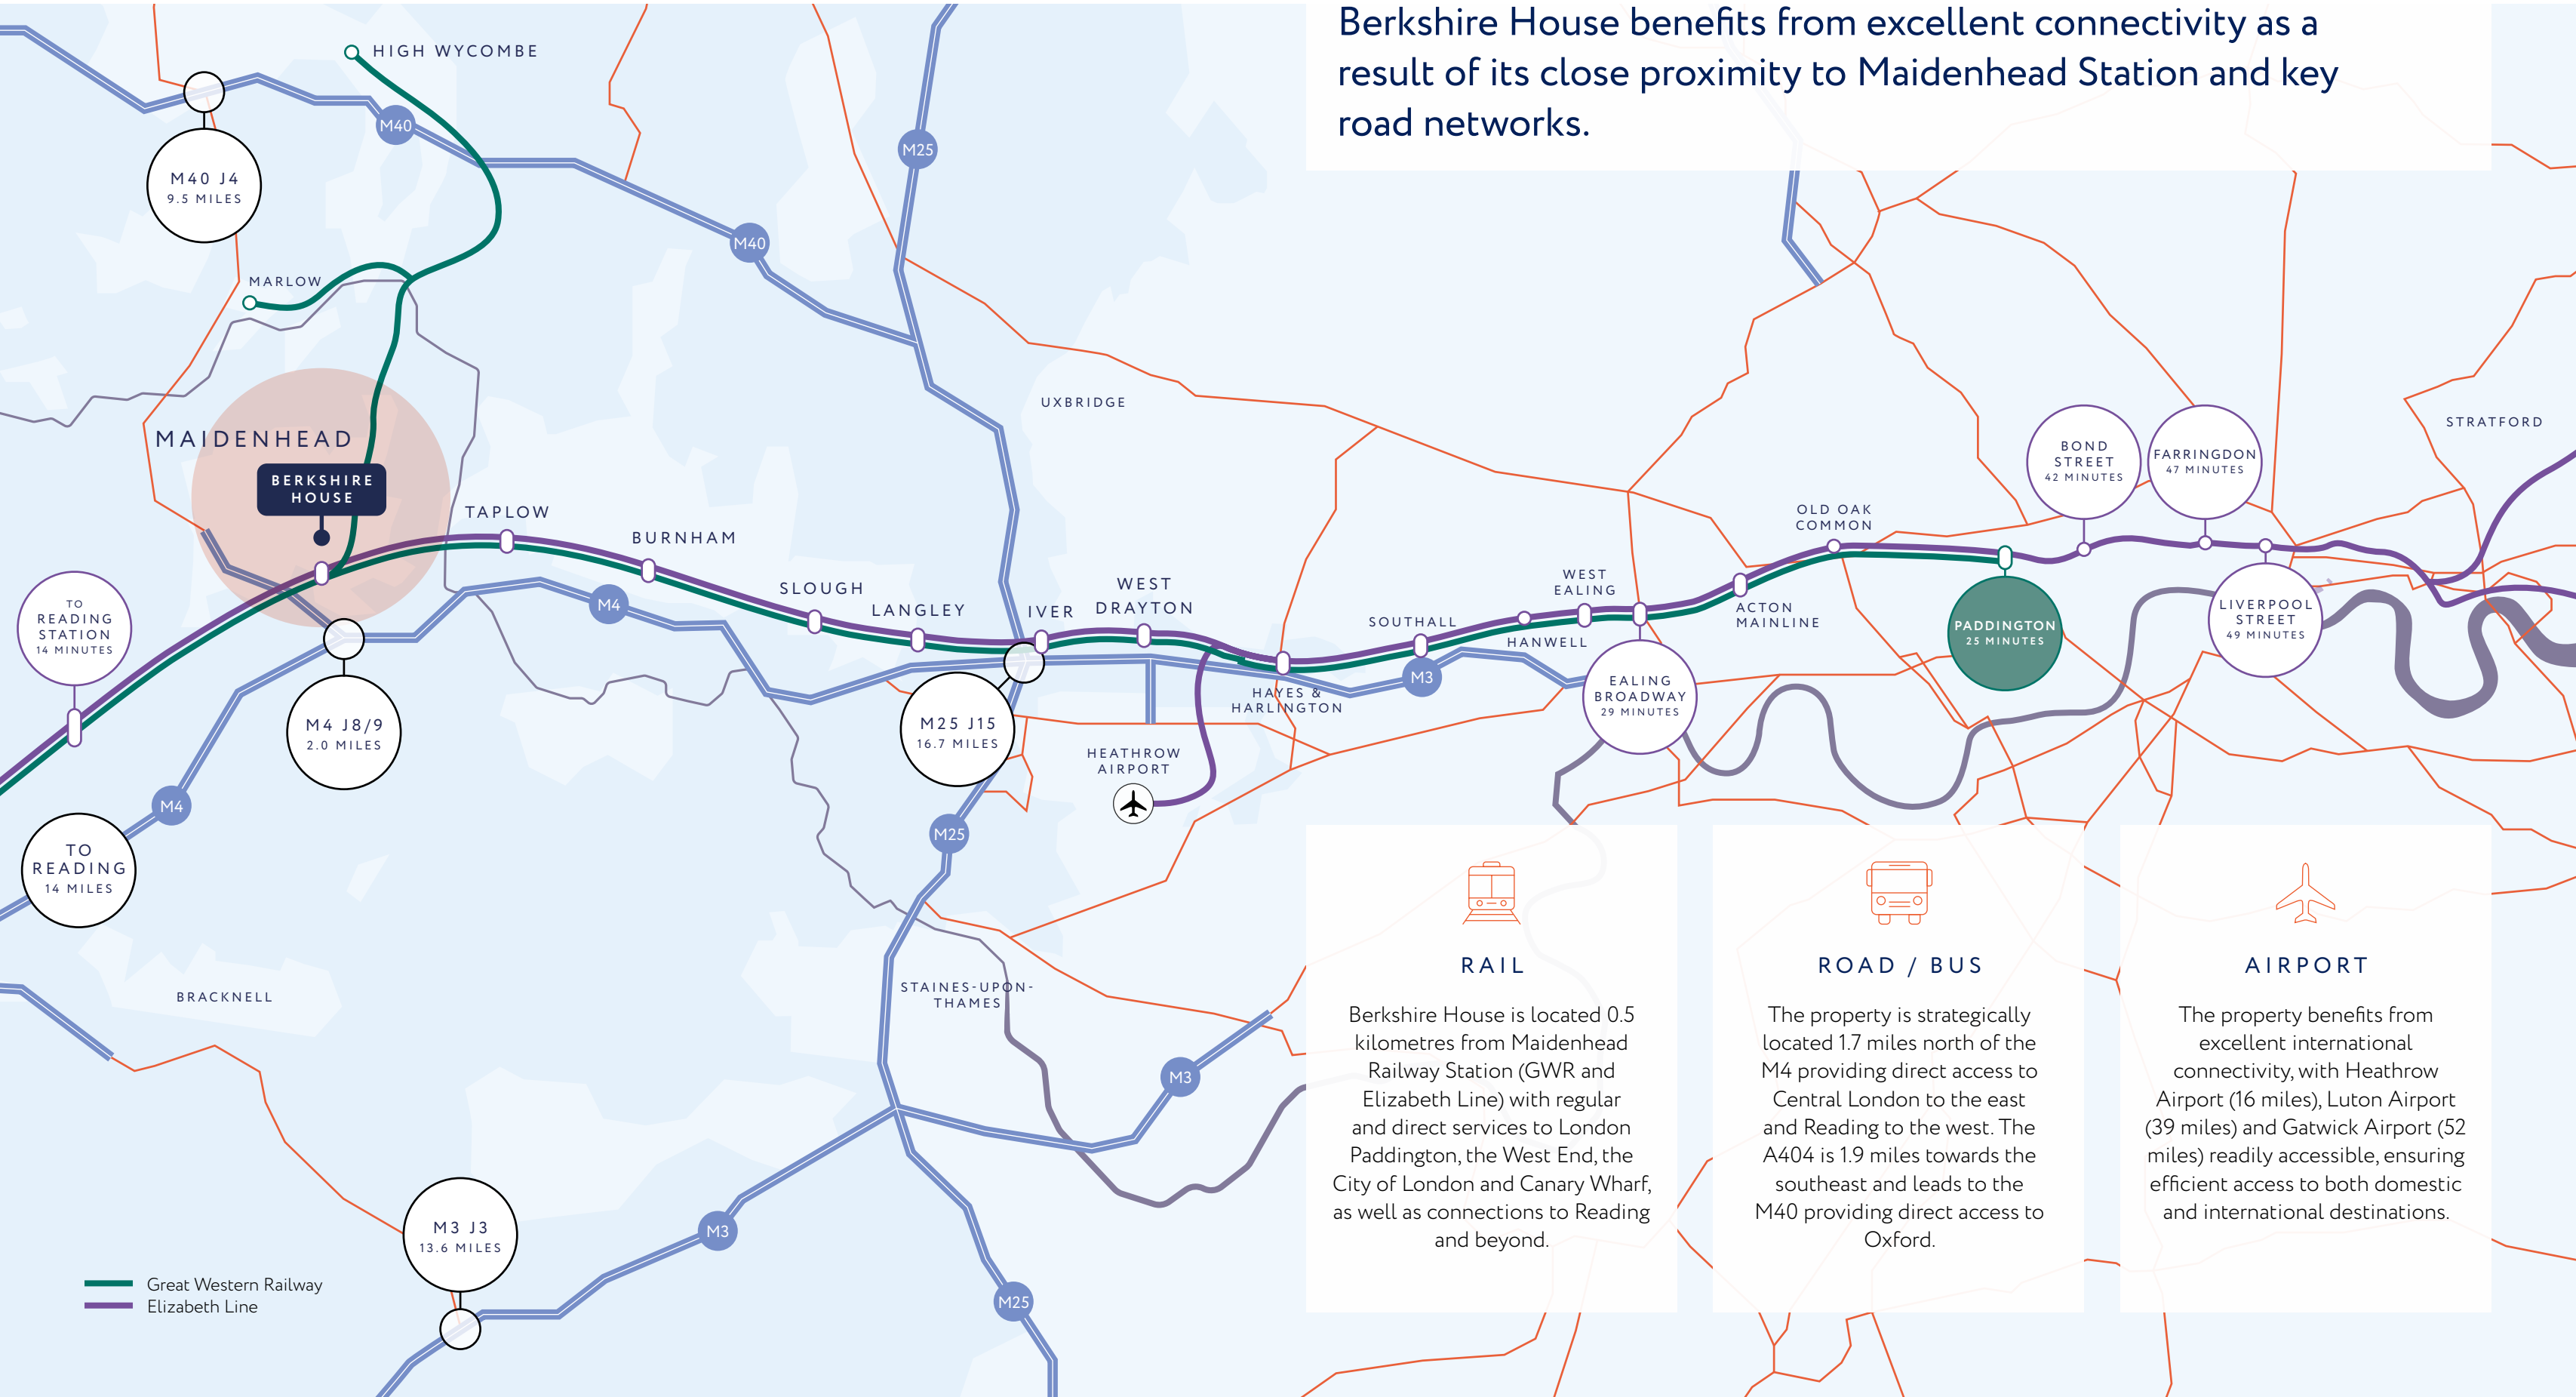 Berkshire House benefits from excellent connectivity as a
result of its close proximity to Maidenhead Station and key
road networks.
HIGH WYCOMBE
M40
M25
M40 J4
9.5 MILES
M40
MARLOW
UXBRIDGE
MAIDENHEAD
BERKSHIRE
HOUSE
TAPLOW
BURNHAM
SLOUGH
LANGLEY
IVER
WEST
DRAYTON
HAYES &
HARLINGTON
SOUTHALL
HANWELL
WEST
EALING
EALING
BROADWAY
29 MINUTES
ACTON
MAINLINE
OLD OAK
COMMON
PADDINGTON
25 MINUTES
BOND
STREET
42 MINUTES
FARRINGDON
47 MINUTES
LIVERPOOL
STREET
49 MINUTES
STRATFORD
TO
READING
STATION
14 MINUTES
M4
M4 J8/9
2.0 MILES
M25 J15
16.7 MILES
M3
HEATHROW
AIRPORT
M4
TO
READING
14 MILES
M25
BRACKNELL
STAINES-UPON-
THAMES
M3
M3 J3
13.6 MILES
M3
M25
Great Western Railway
Elizabeth Line
RAIL
Berkshire House is located 0.5
kilometres from Maidenhead
Railway Station (GWR and
Elizabeth Line) with regular
and direct services to London
Paddington, the West End, the
City of London and Canary Wharf,
as well as connections to Reading
and beyond.
ROAD / BUS
The property is strategically
located 1.7 miles north of the
M4 providing direct access to
Central London to the east
and Reading to the west. The
A404 is 1.9 miles towards the
southeast and leads to the
M40 providing direct access to
Oxford.
AIRPORT
The property benefits from
excellent international
connectivity, with Heathrow
Airport (16 miles), Luton Airport
(39 miles) and Gatwick Airport (52
miles) readily accessible, ensuring
efficient access to both domestic
and international destinations.